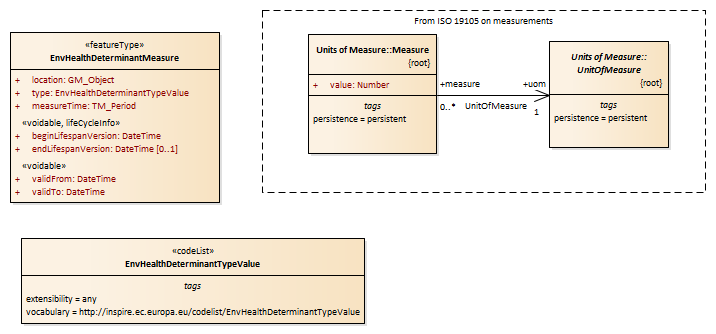 From ISO 19105 on measurements
«featureType»
EnvHealthDeterminantMeasure
+ location: GM_Object
+ type: EnvHealthDeterminantTypeValue
+ measureTime: TM_Period
«voidable, lifeCycleInfo»
+ beginLifespanVersion: DateTime
+ endLifespanVersion: DateTime [0..1]
«voidable»
+ validFrom: DateTime
+ validTo: DateTime
Units of Measure::Measure
{root}
+ value: Number
tags
persistence = persistent
+measure
+uom
0..*
UnitOfMeasure
1
Units of Measure::
UnitOfMeasure
{root}
tags
persistence = persistent
«codeList»
EnvHealthDeterminantTypeValue
tags
extensibility = any
vocabulary = http://inspire.ec.europa.eu/codelist/EnvHealthDeterminantTypeValue